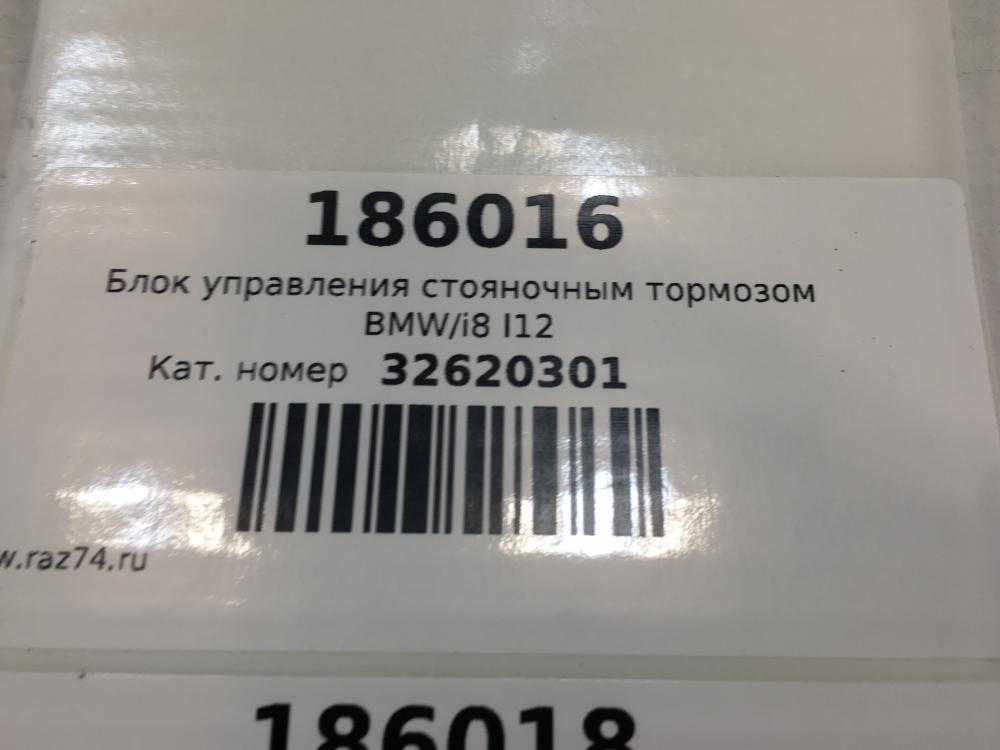 186016
Блок управления стояночным тормозом
BMW/i8 I12
Кат. номер 32620301
w.raz74.ru
186018